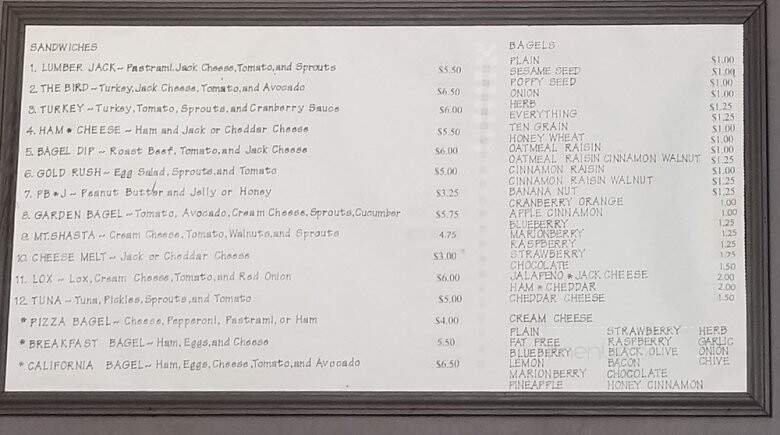 SANDWICHES
1. LUMBER JACK~Pastrami,Jack Cheese,Tomato,and Sprouts $5.50
2. THE BIRD~Turkey,Jack Cheese,Tomato,and Avocado $6.50
3. TURKEY~Turkey,Tomato, Sprouts,and Cranberry Sauce $6.00
4. HAM * CHEESE ~ Ham and Jack or Cheddar Cheese $5.50
5. BAGEL DIP ~ Roast Beef, Tomato,and Jack Cheese $6.00
6. GOLD RUSH~ Egg Salad,Sprouts,and Tomato $5.00
7. PB*J ~ Peanut Butter and Jelly or Honey $3.25
8. GARDEN BAGEL~Tomato, Avocado,Cream Cheese,Sprouts,Cucumber $5.75
9. MT.SHASTA ~ Cream Cheese,Tomato,Walnuts,and Sprouts 4.75
10. CHEESE MELT ~ Jack or Cheddar Cheese $3.00
11. LOX ~ Lox,Cream Cheese,Tomato,and Red Onion $6.00
12. TUNA~Tuna,Pickles,Sprouts,and Tomato $5.00
* PIZZA BAGEL~Cheese, Pepperoni, Pastrami, or Ham $4.00
* BREAKFAST BAGEL~Ham, Eggs,and Cheese 5.50
* CALIFORNIA BAGEL~Ham, Eggs,Cheese,Tomato,and Avocado $6.50
BAGELS
PLAIN $1.00
SESAME SEED $1.00
POPPY SEED $1.00
ONION $1.00
HERB $1.25
EVERYTHING $1.25
TEN GRAIN $1.00
HONEY WHEAT $1.00
OATMEAL RAISIN $1.00
OATMEAL RAISIN CINNAMON WALNUT $1.25
CINNAMON RAISIN $1.00
CINNAMON RAISIN WALNUT $1.25
BANANA NUT $1.25
CRANBERRY ORANGE 1.00
APPLE CINNAMON 1.00
BLUEBERRY 1.25
MARIONBERRY 1.25
RASPBERRY 1.25
STRAWBERRY 1.25
CHOCOLATE 1.50
JALAPENO * JACK CHEESE 2.00
HAM * CHEDDAR 2.00
CHEDDAR CHEESE 1.50
CREAM CHEESE
PLAIN STRAWBERRY HERB
FAT FREE RASPBERRY GARLIC
BLUEBERRY BLACK OLIVE ONION
LEMON BACON CHIVE
MARIONBERRY CHOCOLATE
PINEAPPLE HONEY CINNAMON